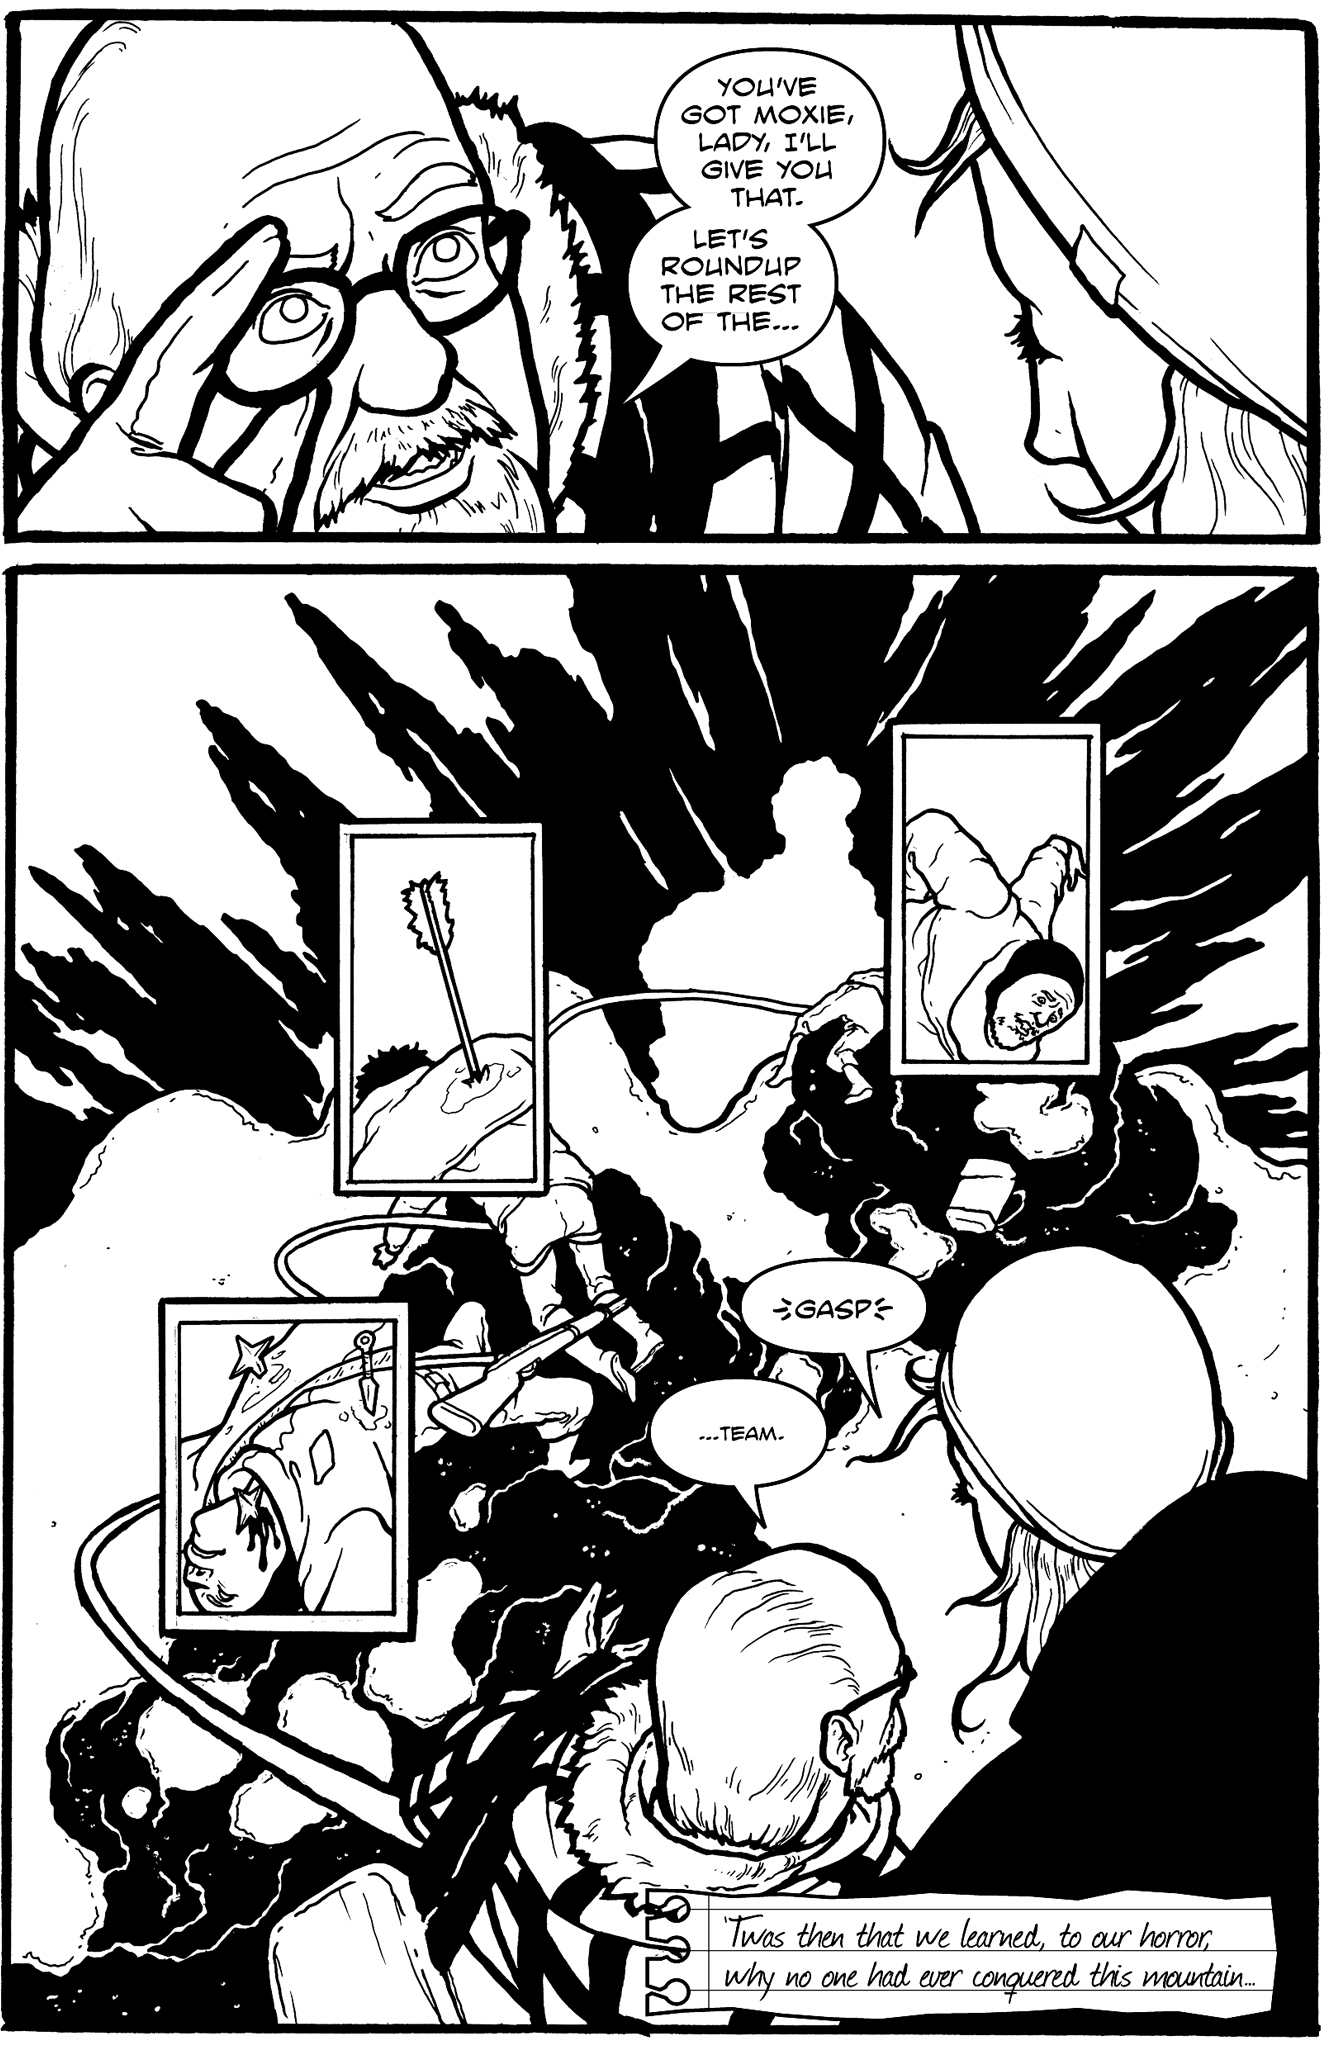 YOU'VE
GOT MOXIE,
LADY, I'LL
GIVE YOU
THAT.
LET'S
ROUNDUP
THE REST
OF THE...
GASP
...TEAM.
'Twas then that we learned, to our horror,
why no one had ever conquered this mountain...